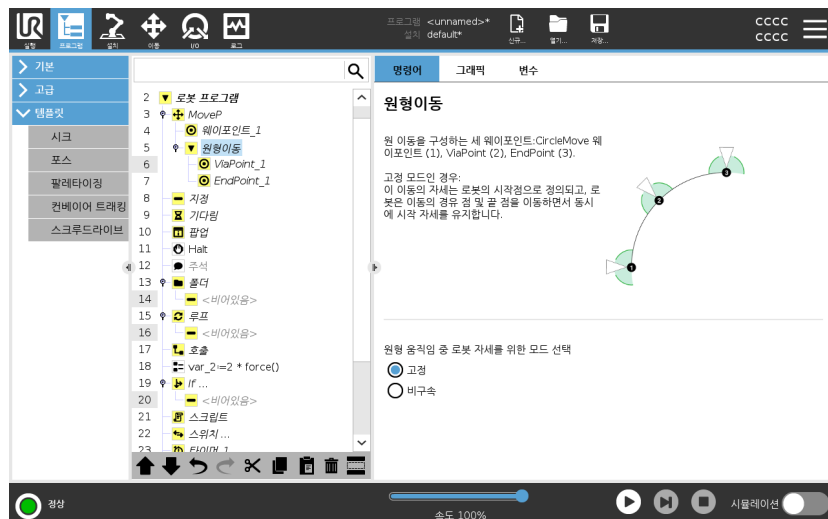 UR
실행
프로그램
설치
이동
I/O
로그
프로그램 <unnamed>*
설치 default*
신규...
열기...
저장...
CCCC
CCCC
기본
고급
템플릿
시크
포스
팔레타이징
컨베이어 트래킹
스크루드라이브
2 로봇 프로그램
3 MoveP
4 웨이포인트_1
5 원형이동
6 ViaPoint_1
7 EndPoint_1
8 지정
9 기다림
10 팝업
11 Halt
12 주석
13 폴더
14 <비어있음>
15 루프
16 <비어있음>
17 호출
18 var_2:=2 * force()
19 If ...
20 <비어있음>
21 스크립트
22 스위치 ...
23 타이머_1
명령어
그래픽
변수
원형이동
원 이동을 구성하는 세 웨이포인트:CircleMove 웨
이포인트 (1), ViaPoint (2), EndPoint (3).
고정 모드인 경우:
이 이동의 자세는 로봇의 시작점으로 정의되고, 로
봇은 이동의 경유 점 및 끝 점을 이동하면서 동시
에 시작 자세를 유지합니다.
3
2
1
원형 움직임 중 로봇 자세를 위한 모드 선택
고정
비구속
정상
속도 100%
시뮬레이션